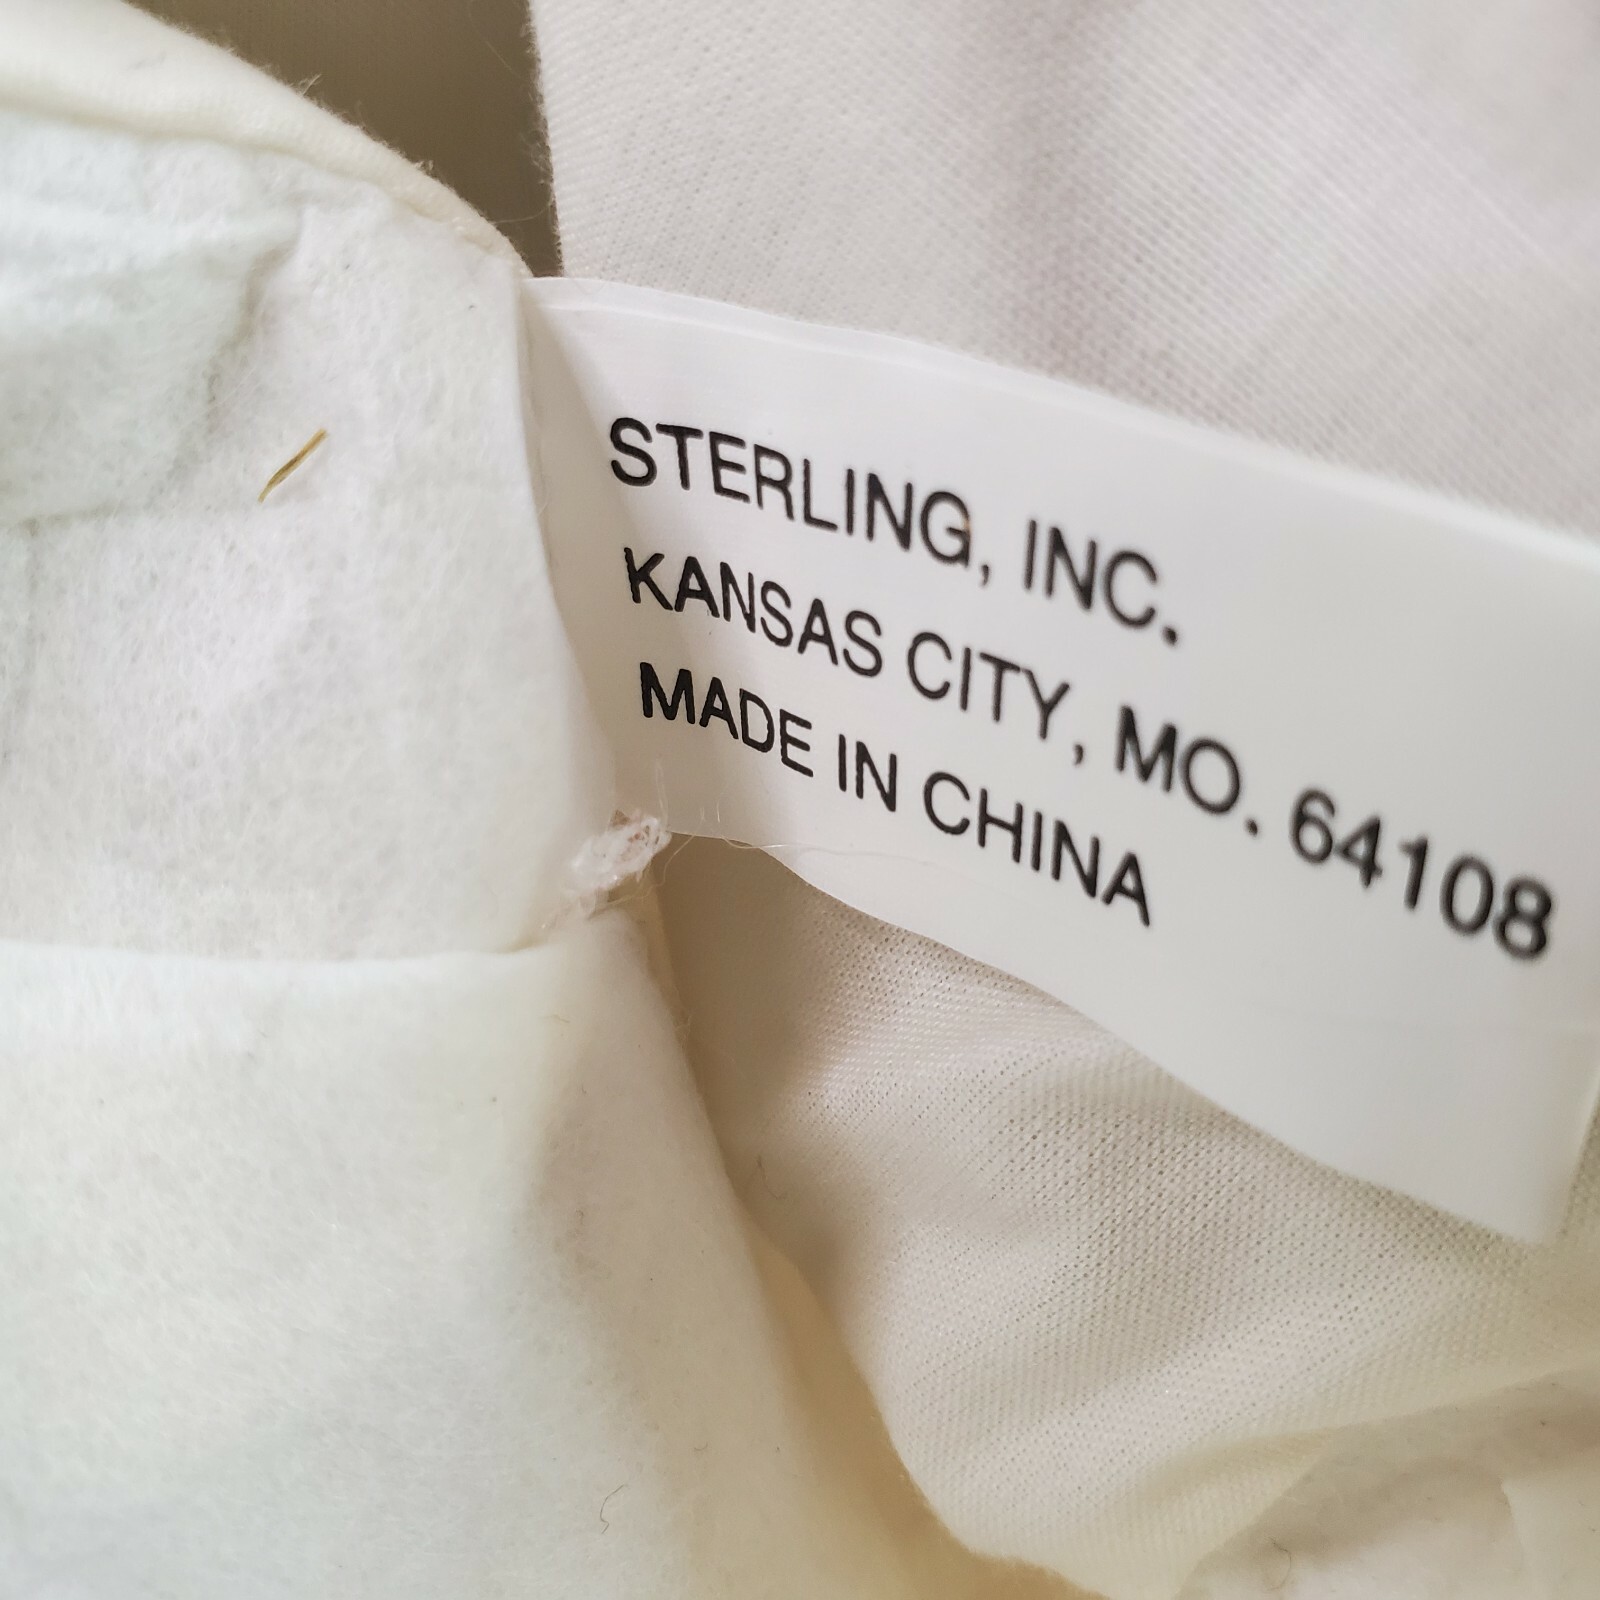 STERLING, INC.
KANSAS CITY, MO. 64108
MADE IN CHINA